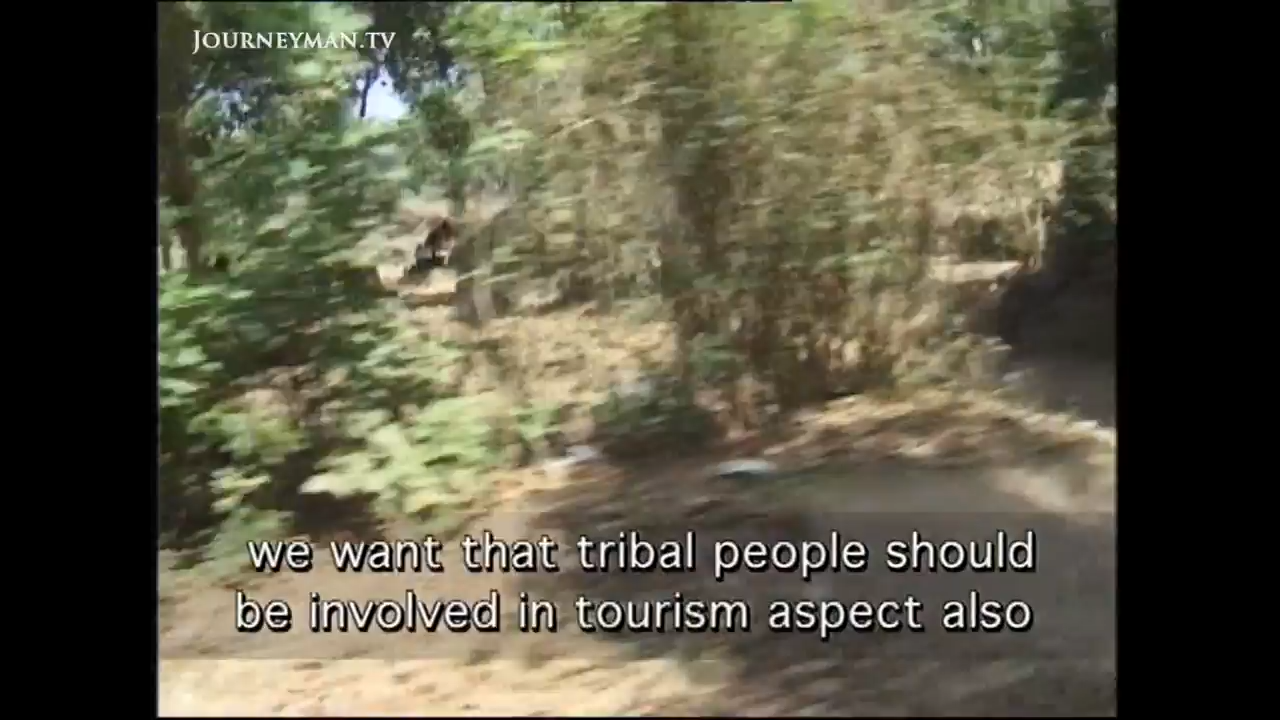 JOURNEYMAN.TV
we want that tribal people should
be involved in tourism aspect also